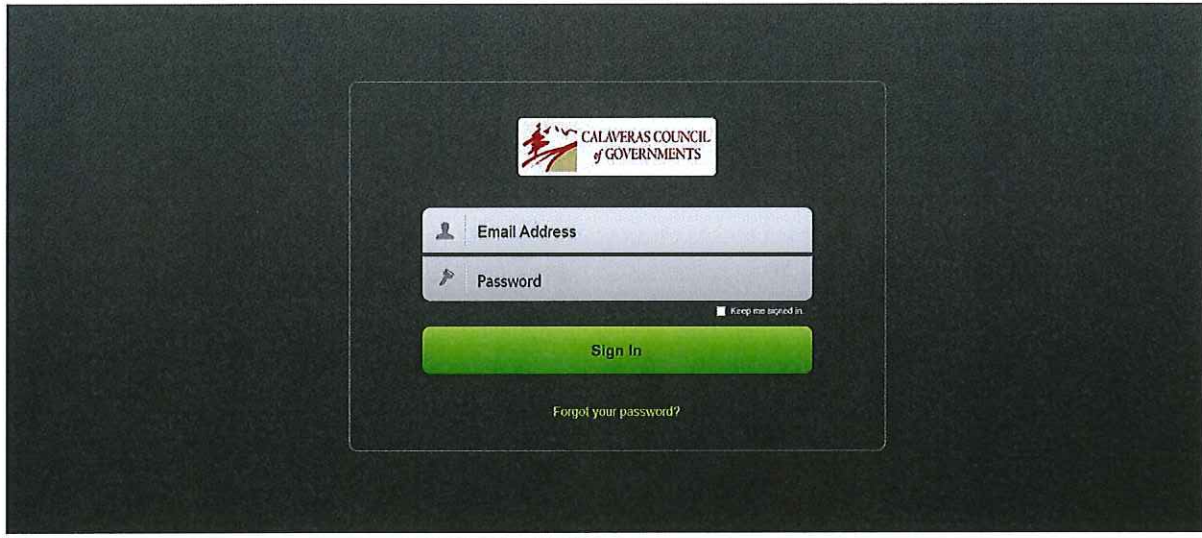 CALAVERAS COUNCIL
of GOVERNMENTS
Email Address
Password
Keep me signed in.
Sign In
Forgot your password?